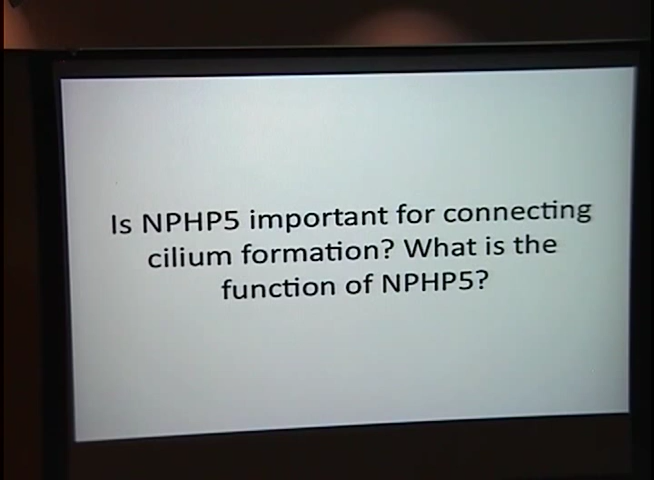 Is NPHP5 important for connecting
cilium formation? What is the
function of NPHP5?